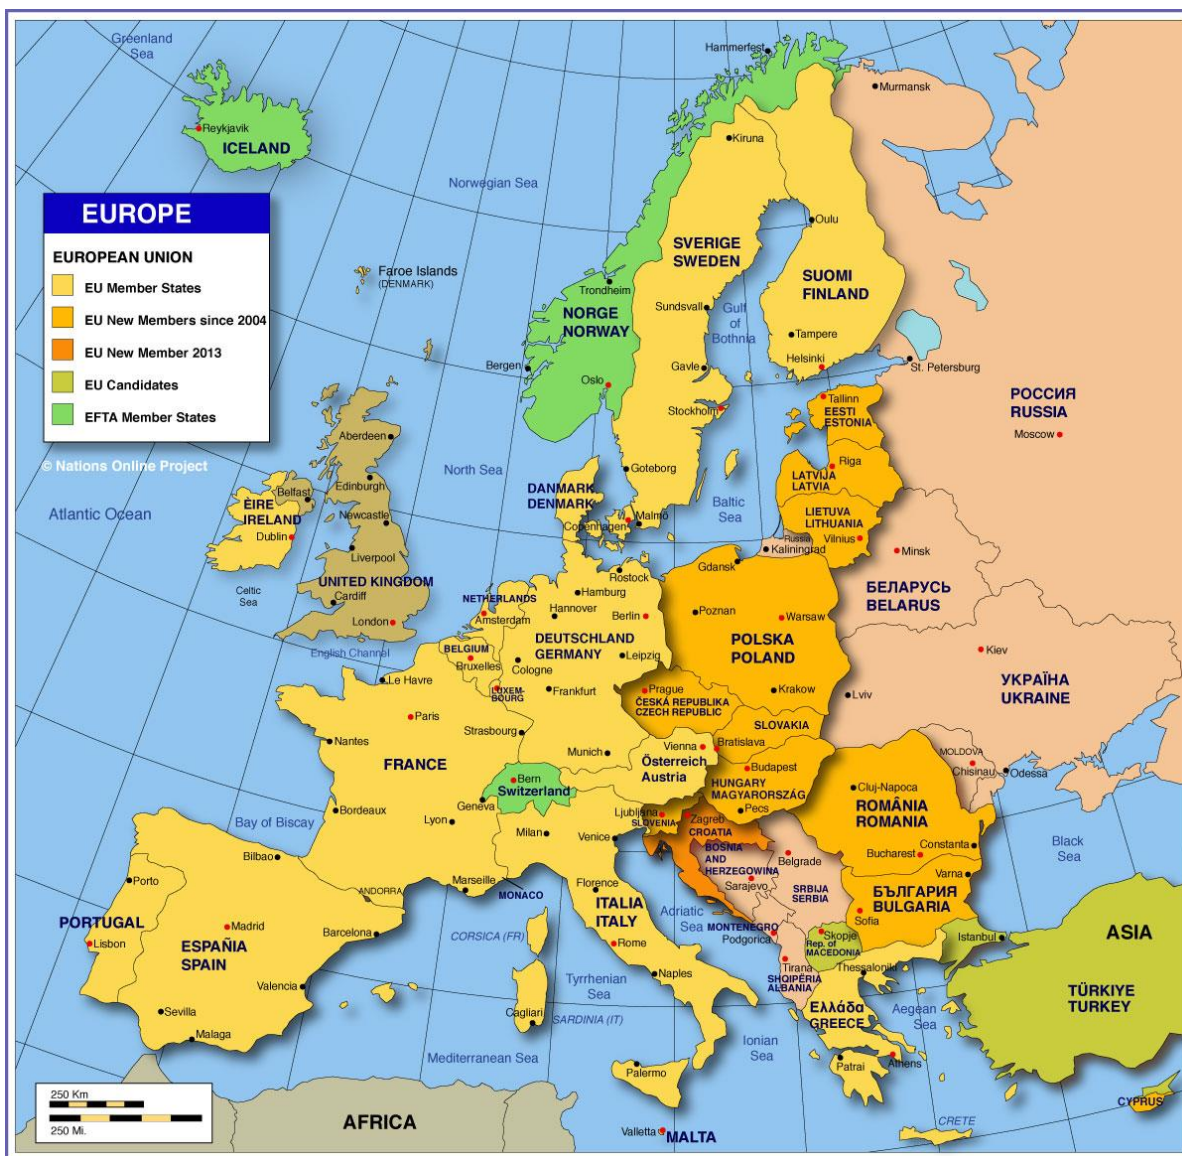 Greenland
Sea
Hammerfest
Murmansk
Reykjavik
ICELAND
Kiruna
Norwegian Sea
EUROPE
EUROPEAN UNION
EU Member States
EU New Members since 2004
EU New Member 2013
EU Candidates
EFTA Member States
© Nations Online Project
Faroe Islands
(DENMARK)
Oulu
SVERIGE
SWEDEN
SUOMI
FINLAND
Trondheim
NORGE
NORWAY
Sundsvall
Gulf
of
Bothnia
Tampere
Bergen
Gavle
Helsinki
St. Petersburg
Oslo
Stockholm
Tallinn
EESTI
ESTONIA
РОССИЯ
RUSSIA
Moscow
Aberdeen
North Sea
Goteborg
Riga
LATVIJA
LATVIA
Edinburgh
DANMARK
DENMARK
Baltic
Sea
Belfast
ÈIRE
IRELAND
Newcastle
Copenhagen
Malmö
LIETUVA
LITHUANIA
Atlantic Ocean
Dublin
Liverpool
Russia
Kaliningrad
Vilnius
Minsk
Celtic
Sea
UNITED KINGDOM
Cardiff
London
English Channel
NETHERLANDS
Amsterdam
Rostock
Hamburg
Hannover
Berlin
Gdansk
БЕЛАРУСЬ
BELARUS
Poznan
Warsaw
BELGIUM
Bruxelles
DEUTSCHLAND
GERMANY
Leipzig
Cologne
POLSKA
POLAND
Kiev
Le Havre
LUXEM-
BOURG
Frankfurt
Prague
ČESKÁ REPUBLIKA
CZECH REPUBLIC
Krakow
Lviv
УКРАЇНА
UKRAINE
Paris
Strasbourg
SLOVAKIA
Nantes
FRANCE
Munich
Vienna
Österreich
Austria
Bratislava
Budapest
HUNGARY
MAGYARORSZÁG
MOLDOVA
Chisinau
Odessa
Bern
Switzerland
Geneva
Cluj-Napoca
ROMÂNIA
ROMANIA
Bay of Biscay
Bordeaux
Lyon
Milan
Venice
Ljubljana
SLOVENIA
Pecs
Zagreb
CROATIA
BOSNIA
AND
HERZEGOWINA
Sarajevo
Belgrade
SRBIJA
SERBIA
Bucharest
Constanta
Black
Sea
Bilbao
Porto
ANDORRA
Marseille
MONACO
Florence
ITALIA
ITALY
Varna
БЪЛГАРИЯ
BULGARIA
Sofia
PORTUGAL
Lisbon
Madrid
ESPAÑIA
SPAIN
Barcelona
CORSICA (FR)
Rome
Adriatic
Sea
MONTENEGRO
Podgorica
Skopje
Rep. of
MACEDONIA
Istanbul
ASIA
Tirana
SHQIPËRIA
ALBANIA
Thessaloniki
Valencia
Tyrrhenian
Sea
Naples
TÜRKIYE
TURKEY
Sevilla
Malaga
Cagliari
SARDINIA (IT)
Ελλάδα
GREECE
Aegean
Sea
Ionian
Sea
Mediterranean Sea
Palermo
Patrai
Athens
250 Km
250 Mi.
AFRICA
Valletta
MALTA
CRETE
CYPRUS